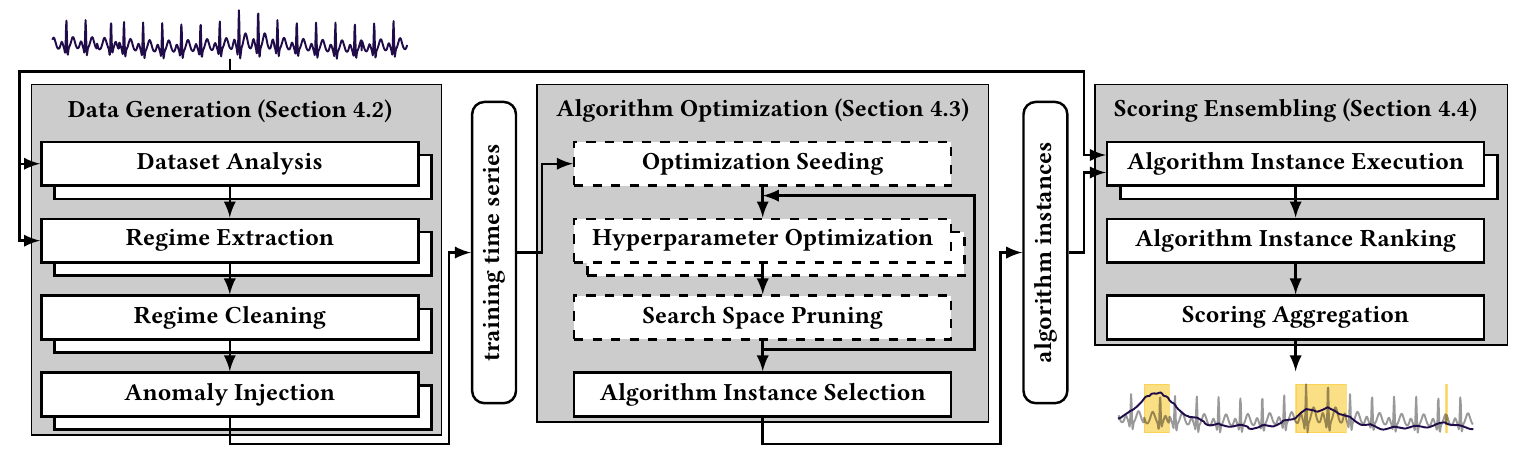 Data Generation (Section 4.2)
Dataset Analysis
Regime Extraction
Regime Cleaning
Anomaly Injection
training time series
Algorithm Optimization (Section 4.3)
Optimization Seeding
Hyperparameter Optimization
Search Space Pruning
Algorithm Instance Selection
algorithm instances
Scoring Ensembling (Section 4.4)
Algorithm Instance Execution
Algorithm Instance Ranking
Scoring Aggregation